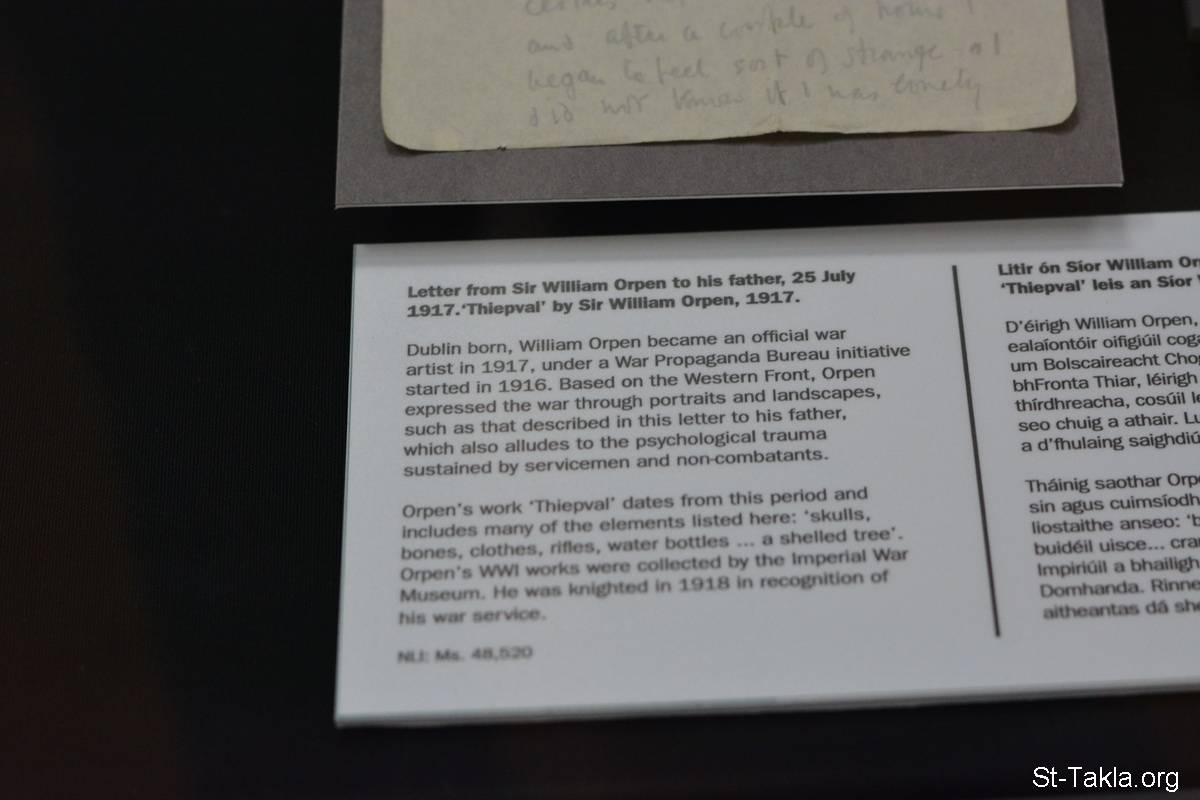 and after a couple of hours I
began to feel sort of strange
did not know if I was lonely
Letter from Sir William Orpen to his father, 25 July
1917.‘Thiepval’ by Sir William Orpen, 1917.
Dublin born, William Orpen became an official war
artist in 1917, under a War Propaganda Bureau initiative
started in 1916. Based on the Western Front, Orpen
expressed the war through portraits and landscapes,
such as that described in this letter to his father,
which also alludes to the psychological trauma
sustained by servicemen and non-combatants.
Orpen’s work ‘Thiepval’ dates from this period and
includes many of the elements listed here: ‘skulls,
bones, clothes, rifles, water bottles ... a shelled tree’.
Orpen’s WWI works were collected by the Imperial War
Museum. He was knighted in 1918 in recognition of
his war service.
NLI: Ms. 48,520
Litir ón Síor William
‘Thiepval’ leis an Síor
D’éirigh William Orpen,
ealaíontóir oifigiúil
um Bolscaireacht
bhFronta Thiar, léirigh
thírdhreacha, cosúil
seo chuig a athair.
a d’fhulaing
Tháinig saothar
sin agus
liostaithe anseo:
buidéil uisce...
Impiriúil a
Domhanda.
aitheantas dá
St-Takla.org